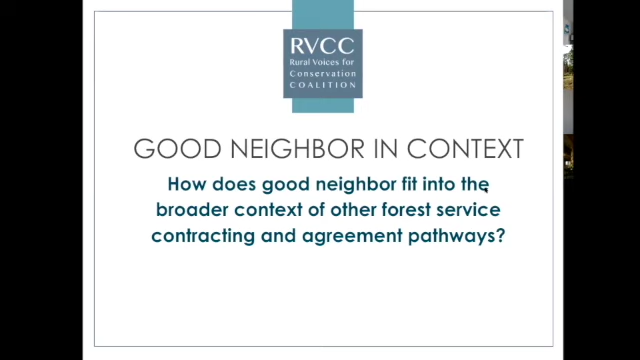 RVCC
Rural Voices for
Conservation
COALITION
GOOD NEIGHBOR IN CONTEXT
How does good neighbor fit into the
broader context of other forest service
contracting and agreement pathways?